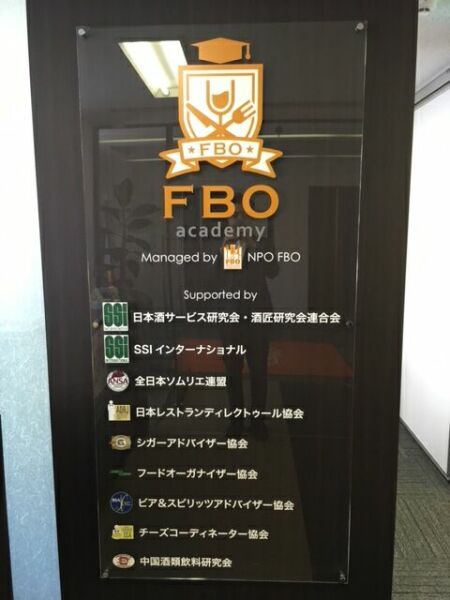 FBO
FBO
academy
Managed by FBO NPO FBO
Supported by
SSI 日本酒サービス研究会・酒匠研究会連合会
SSI SSI インターナショナル
ANSA 全日本ソムリエ連盟
日本レストランディレクトゥール協会
シガーアドバイザー協会
フードオーガナイザー協会
ビア&スピリッツアドバイザー協会
チーズコーディネーター協会
中国酒類飲料研究会